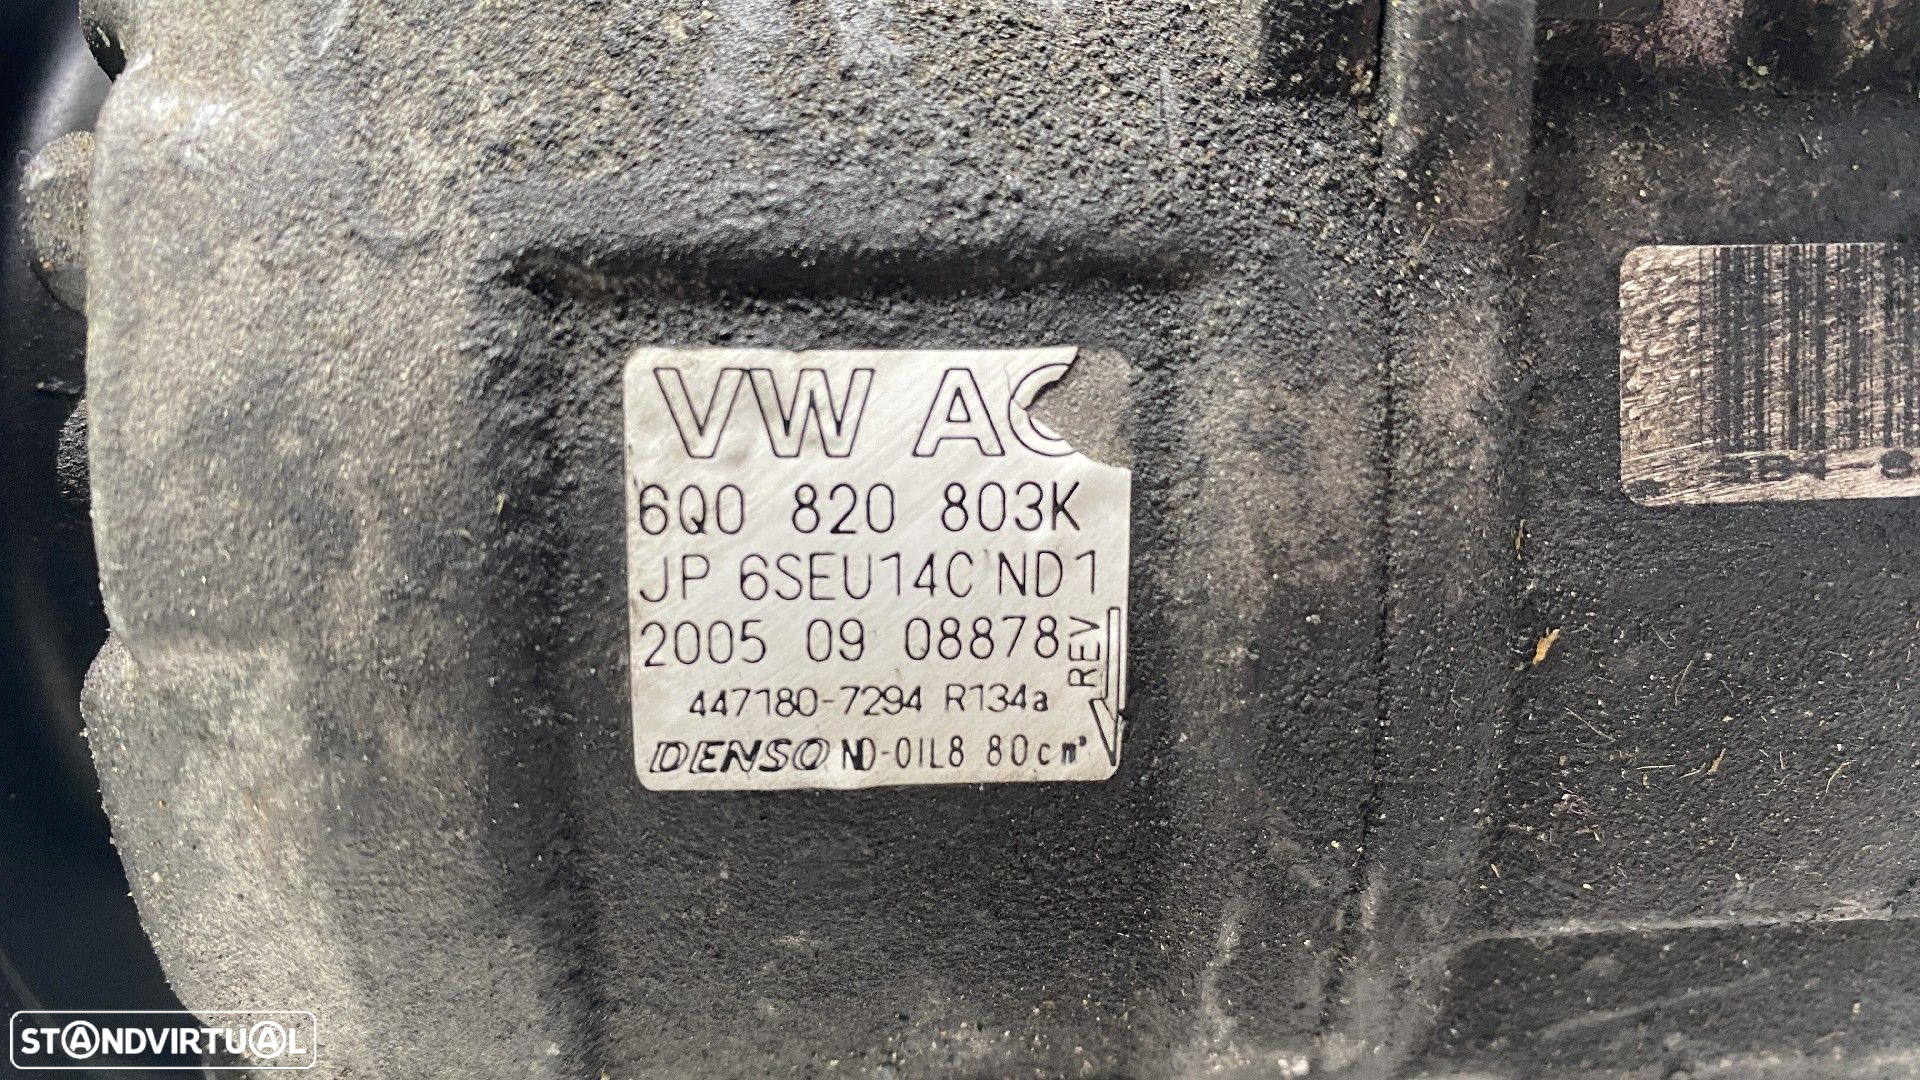 VW AG
6Q0 820 803K
JP 6SEU14C ND1
2005 09 08878
REV
447180-7294 R134a
DENSO ND-OIL8 80cm³
STANDVIRTUAL